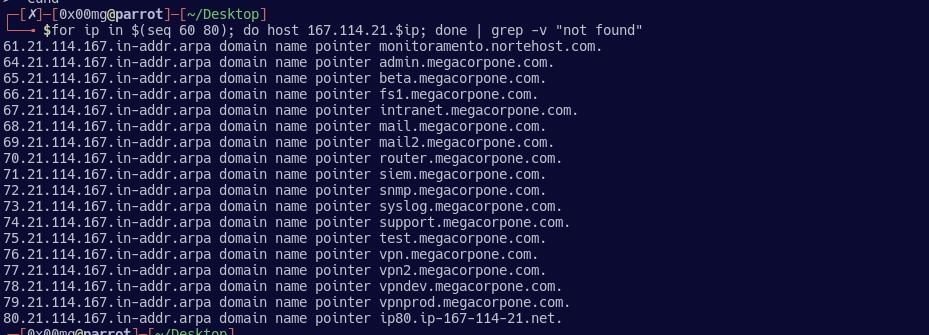 ┌─[✗]─[0x00mg@parrot]─[~/Desktop]
└──╼ $for ip in $(seq 60 80); do host 167.114.21.$ip; done | grep -v "not found"
61.21.114.167.in-addr.arpa domain name pointer monitoramento.nortehost.com.
64.21.114.167.in-addr.arpa domain name pointer admin.megacorpone.com.
65.21.114.167.in-addr.arpa domain name pointer beta.megacorpone.com.
66.21.114.167.in-addr.arpa domain name pointer fs1.megacorpone.com.
67.21.114.167.in-addr.arpa domain name pointer intranet.megacorpone.com.
68.21.114.167.in-addr.arpa domain name pointer mail.megacorpone.com.
69.21.114.167.in-addr.arpa domain name pointer mail2.megacorpone.com.
70.21.114.167.in-addr.arpa domain name pointer router.megacorpone.com.
71.21.114.167.in-addr.arpa domain name pointer siem.megacorpone.com.
72.21.114.167.in-addr.arpa domain name pointer snmp.megacorpone.com.
73.21.114.167.in-addr.arpa domain name pointer syslog.megacorpone.com.
74.21.114.167.in-addr.arpa domain name pointer support.megacorpone.com.
75.21.114.167.in-addr.arpa domain name pointer test.megacorpone.com.
76.21.114.167.in-addr.arpa domain name pointer vpn.megacorpone.com.
77.21.114.167.in-addr.arpa domain name pointer vpn2.megacorpone.com.
78.21.114.167.in-addr.arpa domain name pointer vpndev.megacorpone.com.
79.21.114.167.in-addr.arpa domain name pointer vpnprod.megacorpone.com.
80.21.114.167.in-addr.arpa domain name pointer ip80.ip-167-114-21.net.
┌─[0x00mg@parrot]─[~/Desktop]